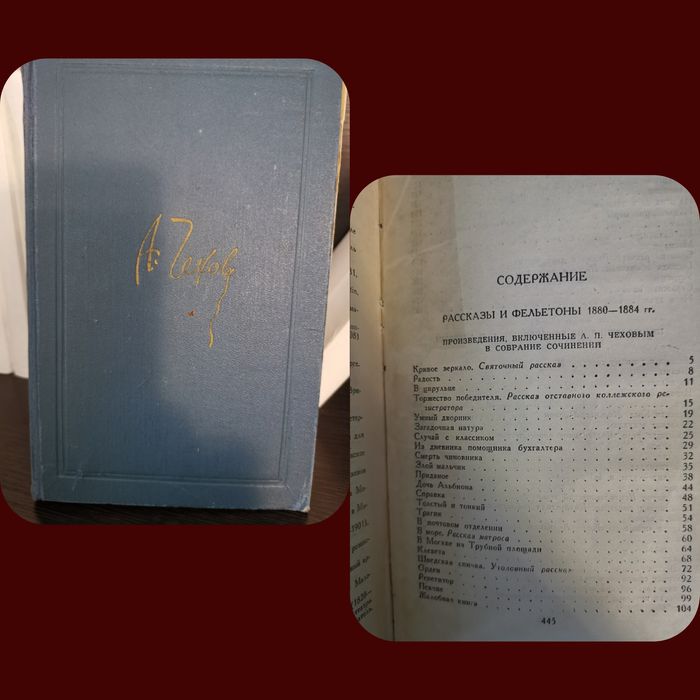 А. Чехов
СОДЕРЖАНИЕ
РАССКАЗЫ И ФЕЛЬЕТОНЫ 1880—1884 гг.
ПРОИЗВЕДЕНИЯ, ВКЛЮЧЕННЫЕ А. П. ЧЕХОВЫМ
В СОБРАНИЕ СОЧИНЕНИЙ
Кривое зеркало. Святочный рассказ 5
Радость 8
В цирульне 11
Торжество победителя. Рассказ отставного коллежского ре-
гистратора 15
Умный дворник 19
Загадочная натура 22
Случай с классиком 25
Из дневника помощника бухгалтера 29
Смерть чиновника 32
Злой мальчик 35
Приданое 38
Дочь Альбиона 44
Справка 48
Толстый и тонкий 51
Трагик 54
В почтовом отделении 58
В море. Рассказ матроса 60
В Москве на Трубной площади 64
Клевета 68
Шведская спичка. Уголовный рассказ 72
Орден 92
Репетитор 96
Певчие 99
Жалобная книга 104
445